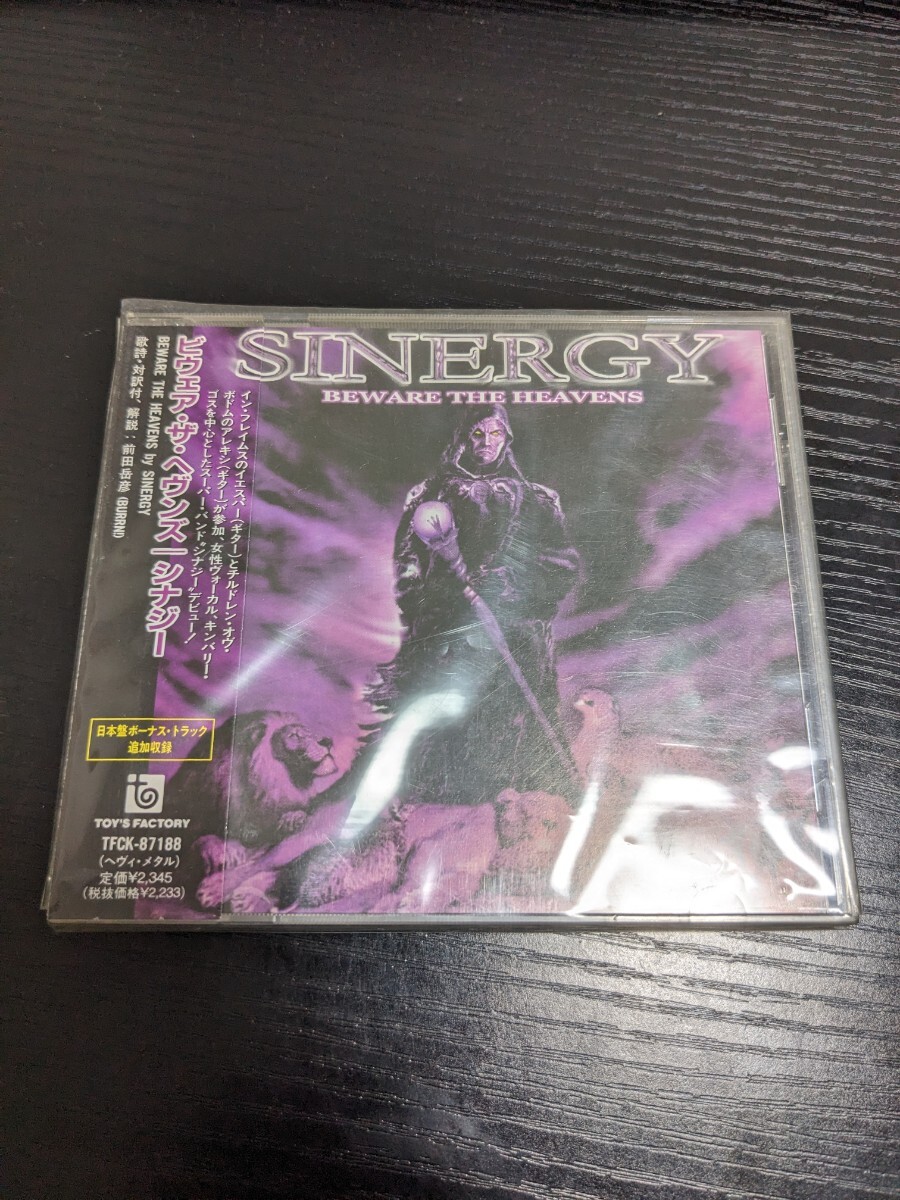 SINERGY
BEWARE THE HEAVENS
ビウェア・ザ・ヘヴンズ|シナジー
BEWARE THE HEAVENS by SINERGY
歌詩・対訳付、解説:前田岳彦(BURRN!)
イン・フレイムスのイエスパー(ギター)とチルドレン・オヴ・
ボドムのアレキシ(ギター)が参加、女性ヴォーカル、キンバリー・
ゴスを中心としたスーパー・バンド“シナジー”デビュー!
日本盤ボーナス・トラック
追加収録
TOY'S FACTORY
TFCK-87188
(ヘヴィ・メタル)
定価¥2,345
(税抜価格¥2,233)